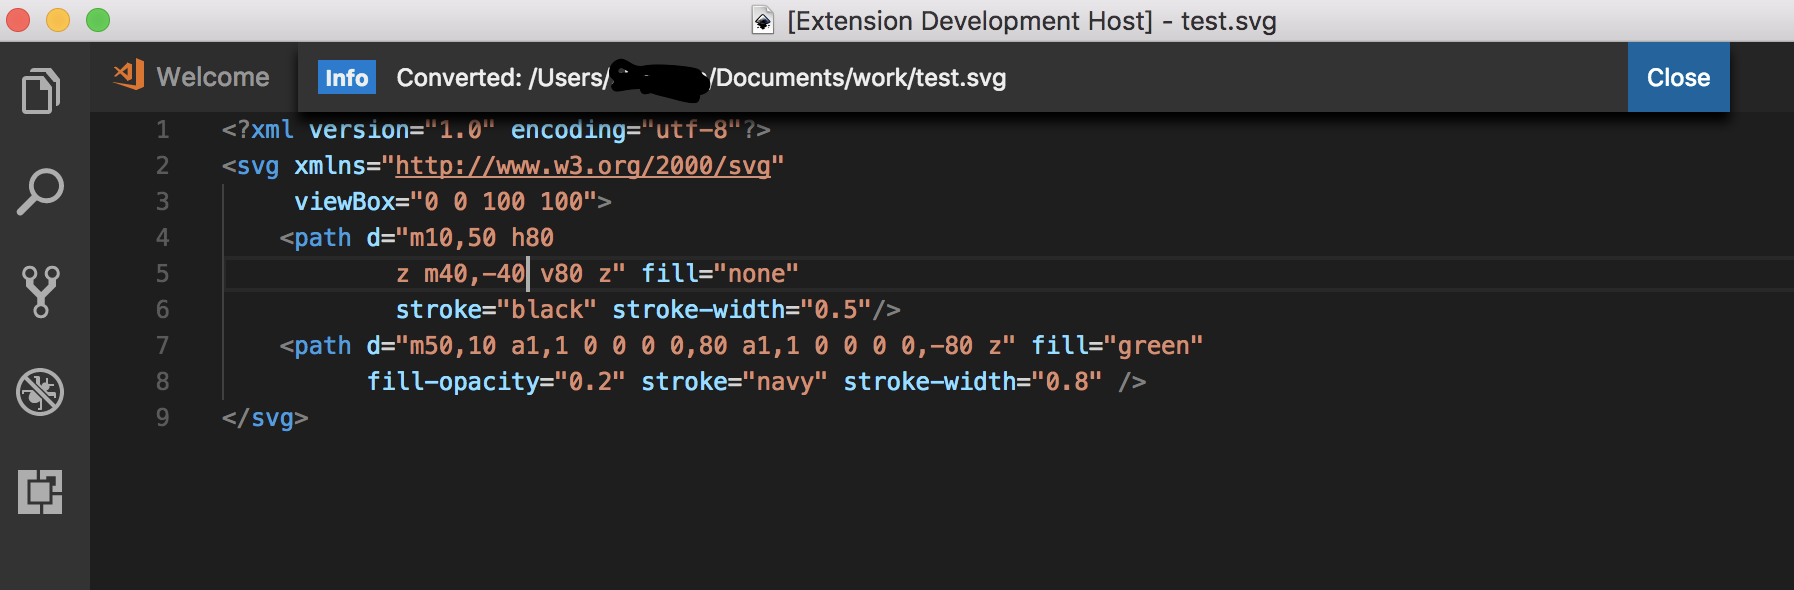 [Extension Development Host] - test.svg
Welcome
Info Converted: /Users/ /Documents/work/test.svg
Close
1 <?xml version="1.0" encoding="utf-8"?>
2 <svg xmlns="http://www.w3.org/2000/svg"
3 viewBox="0 0 100 100">
4 <path d="m10,50 h80
5 z m40,-40 v80 z" fill="none"
6 stroke="black" stroke-width="0.5"/>
7 <path d="m50,10 a1,1 0 0 0 0,80 a1,1 0 0 0 0,-80 z" fill="green"
8 fill-opacity="0.2" stroke="navy" stroke-width="0.8" />
9 </svg>